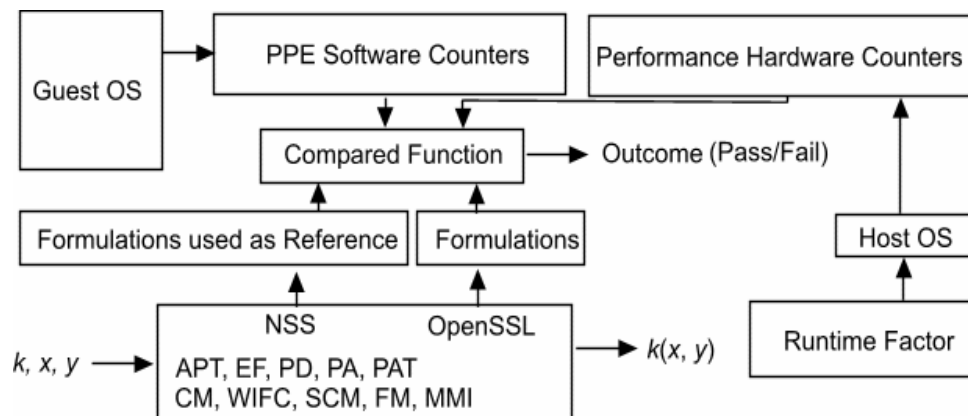 PPE Software Counters
Performance Hardware Counters
Guest OS
Compared Function
Outcome (Pass/Fail)
Formulations used as Reference
Formulations
Host OS
NSS
OpenSSL
k, x, y
k(x, y)
Runtime Factor
APT, EF, PD, PA, PAT
CM, WIFC, SCM, FM, MMI